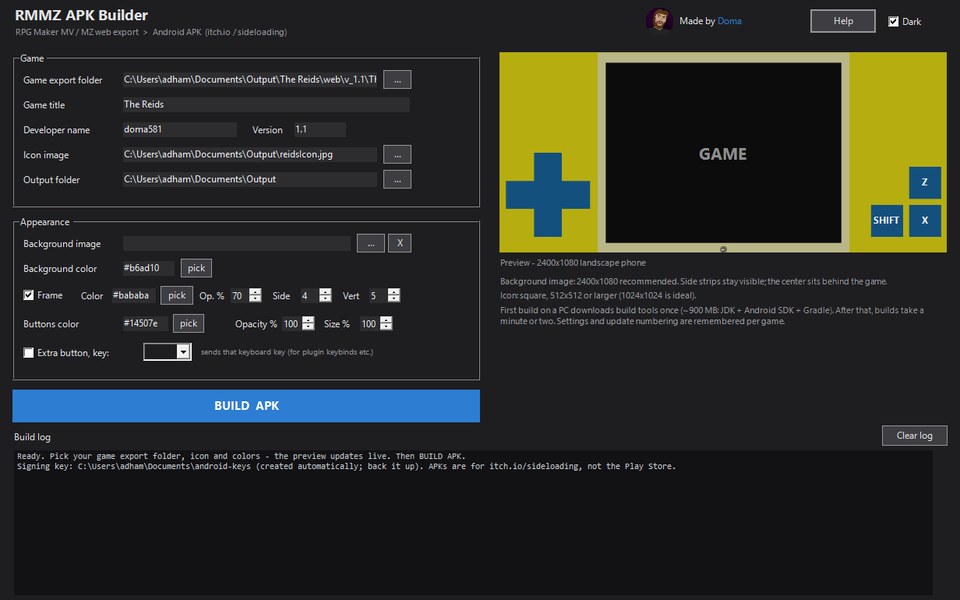 RMMZ APK Builder
RPG Maker MV / MZ web export > Android APK (itch.io / sideloading)
Made by Doma
Help
Dark
Game
Game export folder C:\Users\adham\Documents\Output\The Reids\web\v_1.1\Tl ...
Game title The Reids
Developer name doma581 Version 1.1
Icon image C:\Users\adham\Documents\Output\reidsIcon.jpg ...
Output folder C:\Users\adham\Documents\Output ...
Appearance
Background image ... X
Background color #b6ad10 pick
Frame Color #bababa pick Op. % 70 Side 4 Vert 5
Buttons color #14507e pick Opacity % 100 Size % 100
Extra button, key: sends that keyboard key (for plugin keybinds etc.)
BUILD APK
GAME
Z
SHIFT X
Preview - 2400x1080 landscape phone
Background image: 2400x1080 recommended. Side strips stay visible; the center sits behind the game.
Icon: square, 512x512 or larger (1024x1024 is ideal).
First build on a PC downloads build tools once (~900 MB: JDK + Android SDK + Gradle). After that, builds take a
minute or two. Settings and update numbering are remembered per game.
Build log
Clear log
Ready. Pick your game export folder, icon and colors - the preview updates live. Then BUILD APK.
Signing key: C:\Users\adham\Documents\android-keys (created automatically; back it up). APKs are for itch.io/sideloading, not the Play Store.